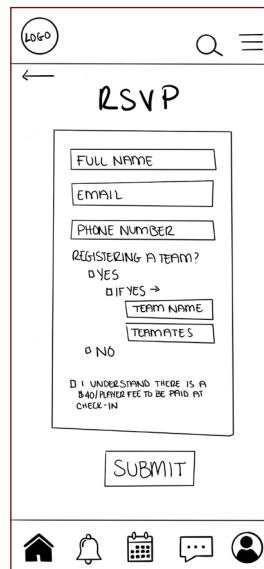 LOGO
RSVP
FULL NAME
EMAIL
PHONE NUMBER
REGISTERING A TEAM?
YES
IF YES →
TEAM NAME
TEAMATES
NO
I UNDERSTAND THERE IS A
$40/PLAYER FEE TO BE PAID AT
CHECK-IN
SUBMIT